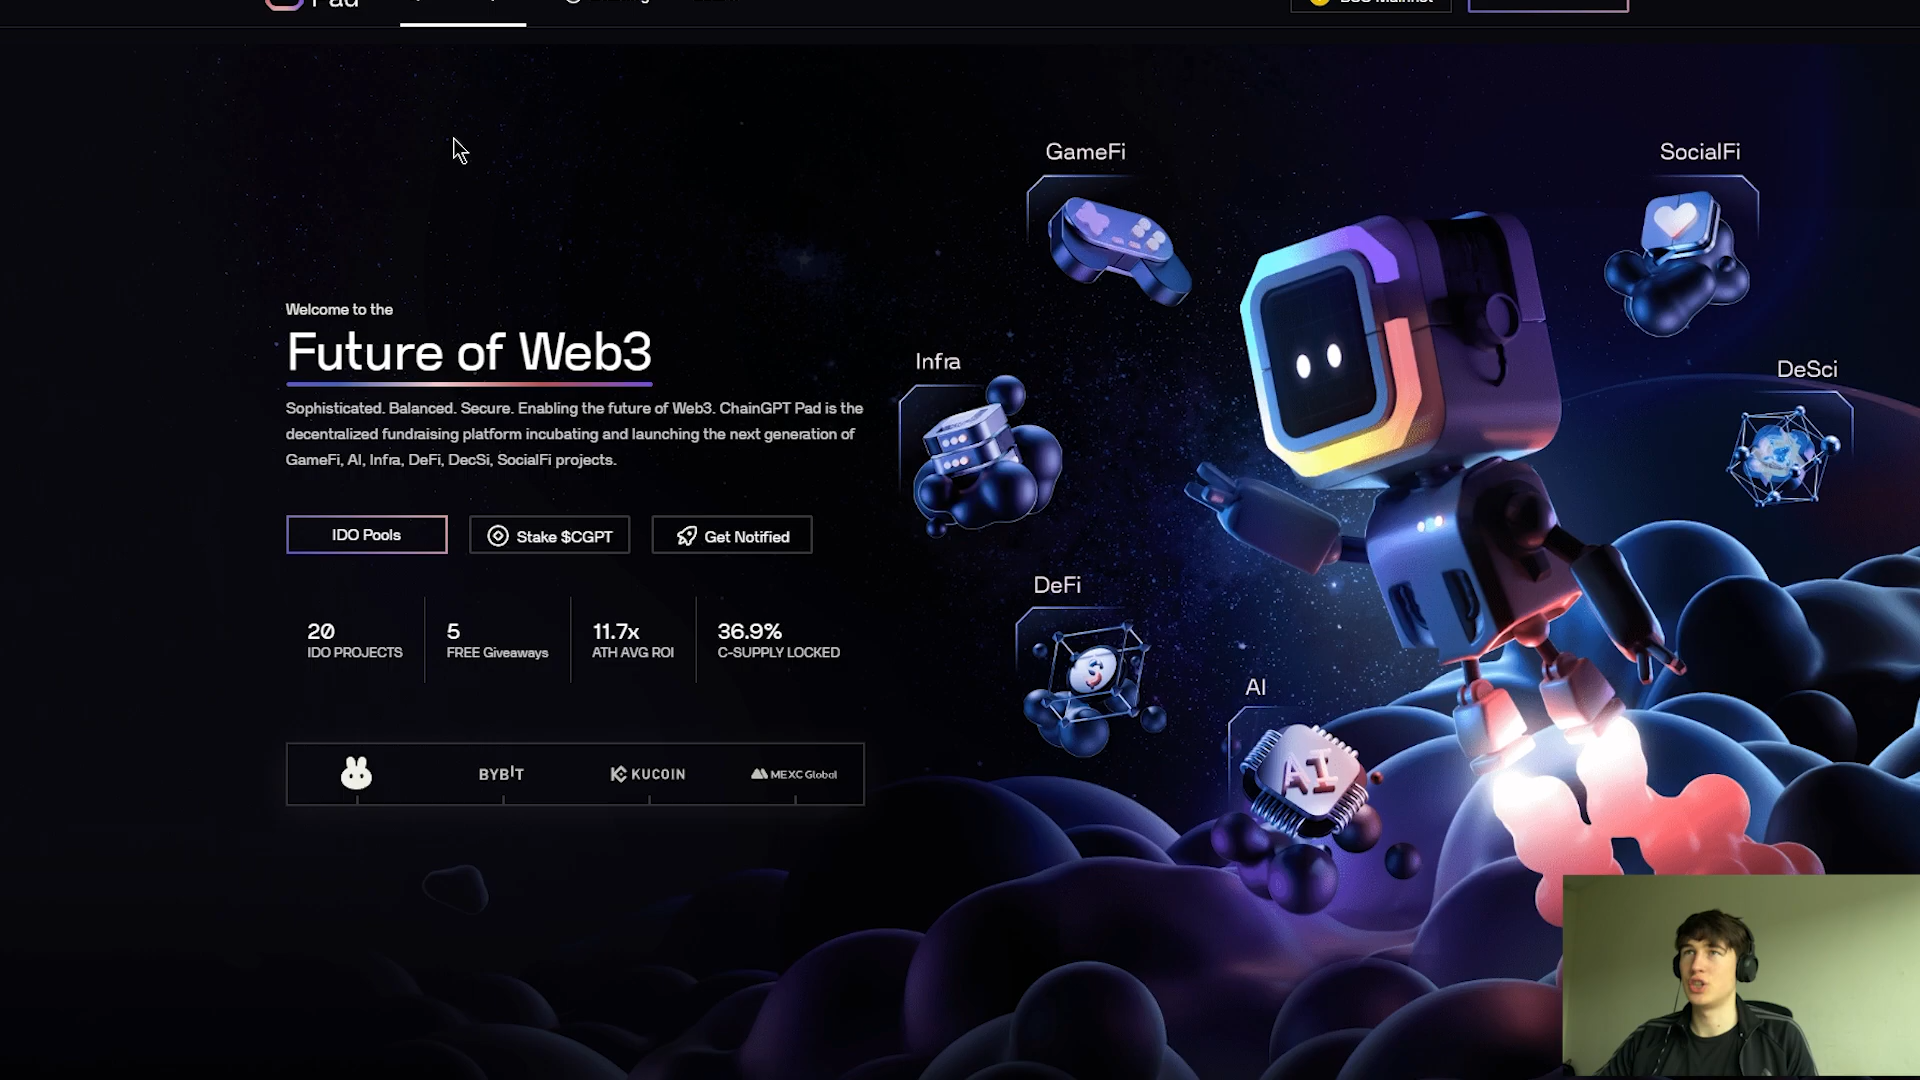 Pad
BSC Mainnet
GameFi
SocialFi
Welcome to the
Future of Web3
Infra
DeSci
Sophisticated. Balanced. Secure. Enabling the future of Web3. ChainGPT Pad is the
decentralized fundraising platform incubating and launching the next generation of
GameFi, AI, Infra, DeFi, DecSi, SocialFi projects.
IDO Pools
Stake $CGPT
Get Notified
DeFi
20
IDO PROJECTS
5
FREE Giveaways
11.7x
ATH AVG ROI
36.9%
C-SUPPLY LOCKED
AI
AI
BYBIT
KUCOIN
MEXC Global